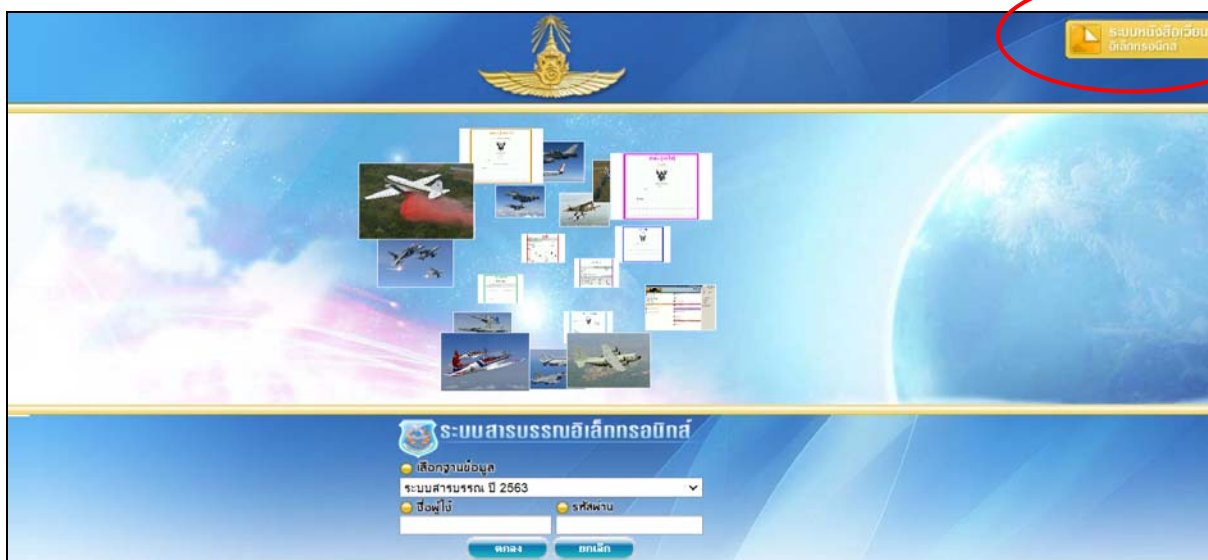 ระบบหนังสือเวียน
อิเล็กทรอนิกส์
ระบบสารบรรณอิเล็กทรอนิกส์
เลือกฐานข้อมูล
ระบบสารบรรณ ปี 2563
ชื่อผู้ใช้ รหัสผ่าน
ตกลง ยกเลิก